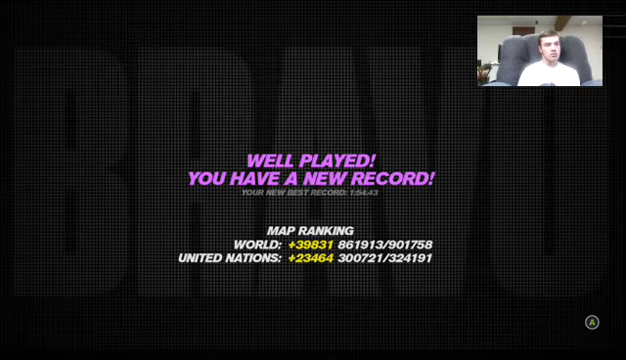 BRAVO
WELL PLAYED!
YOU HAVE A NEW RECORD!
YOUR NEW BEST RECORD: 1:54:43
MAP RANKING
WORLD: +39831 861913/901758
UNITED NATIONS: +23464 300721/324191
A